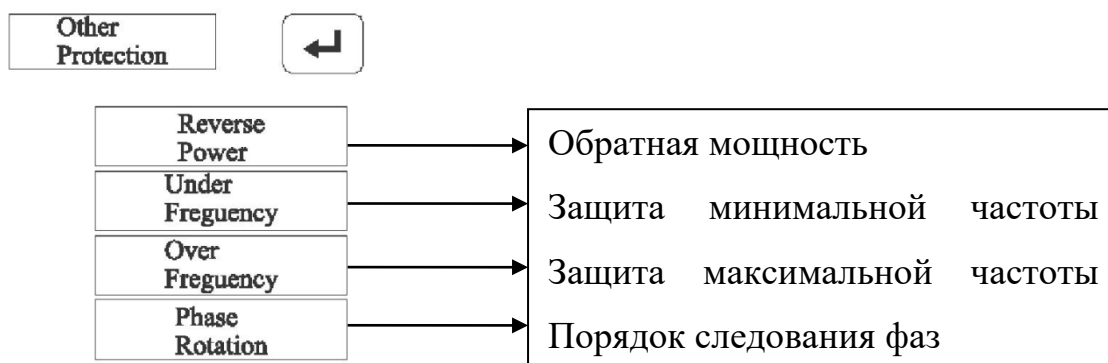 Other
Protection
Reverse
Power
Обратная мощность
Under
Freguency
Защита минимальной частоты
Over
Freguency
Защита максимальной частоты
Phase
Rotation
Порядок следования фаз